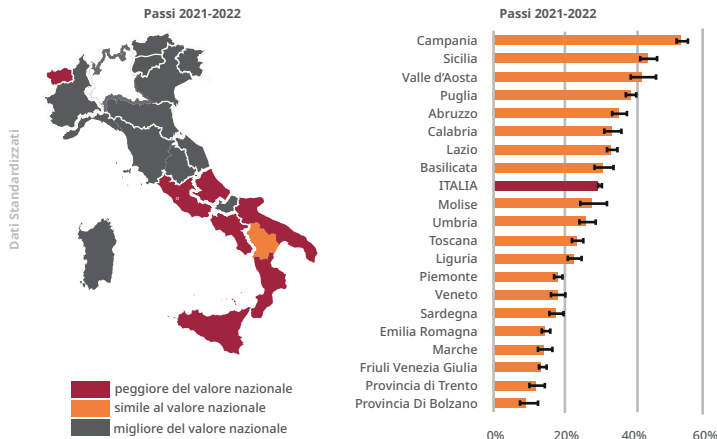 Passi 2021-2022
Dati Standardizzati
peggiore del valore nazionale
simile al valore nazionale
migliore del valore nazionale
Passi 2021-2022
Campania
Sicilia
Valle d'Aosta
Puglia
Abruzzo
Calabria
Lazio
Basilicata
ITALIA
Molise
Umbria
Toscana
Liguria
Piemonte
Veneto
Sardegna
Emilia Romagna
Marche
Friuli Venezia Giulia
Provincia di Trento
Provincia Di Bolzano
0% 20% 40% 60%